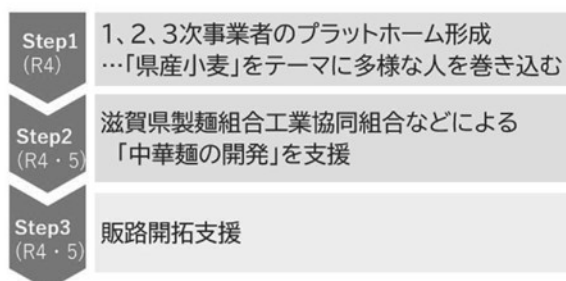 Step1
(R4)
1、2、3次事業者のプラットホーム形成
…「県産小麦」をテーマに多様な人を巻き込む
Step2
(R4・5)
滋賀県製麺組合工業協同組合などによる
「中華麺の開発」を支援
Step3
(R4・5)
販路開拓支援